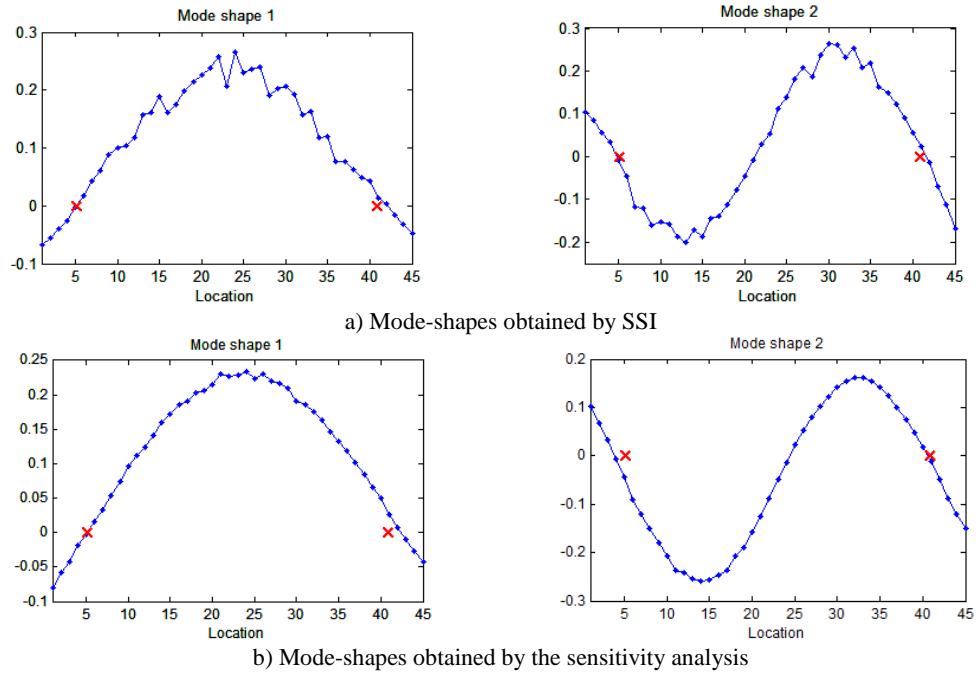 Mode shape 1
0.3
0.2
0.1
0
-0.1
5 10 15 20 25 30 35 40 45
Location
Mode shape 2
0.3
0.2
0.1
0
-0.1
-0.2
5 10 15 20 25 30 35 40 45
Location
a) Mode-shapes obtained by SSI
Mode shape 1
0.25
0.2
0.15
0.1
0.05
0
-0.05
-0.1
5 10 15 20 25 30 35 40 45
Location
Mode shape 2
0.2
0.1
0
-0.1
-0.2
-0.3
5 10 15 20 25 30 35 40 45
Location
b) Mode-shapes obtained by the sensitivity analysis